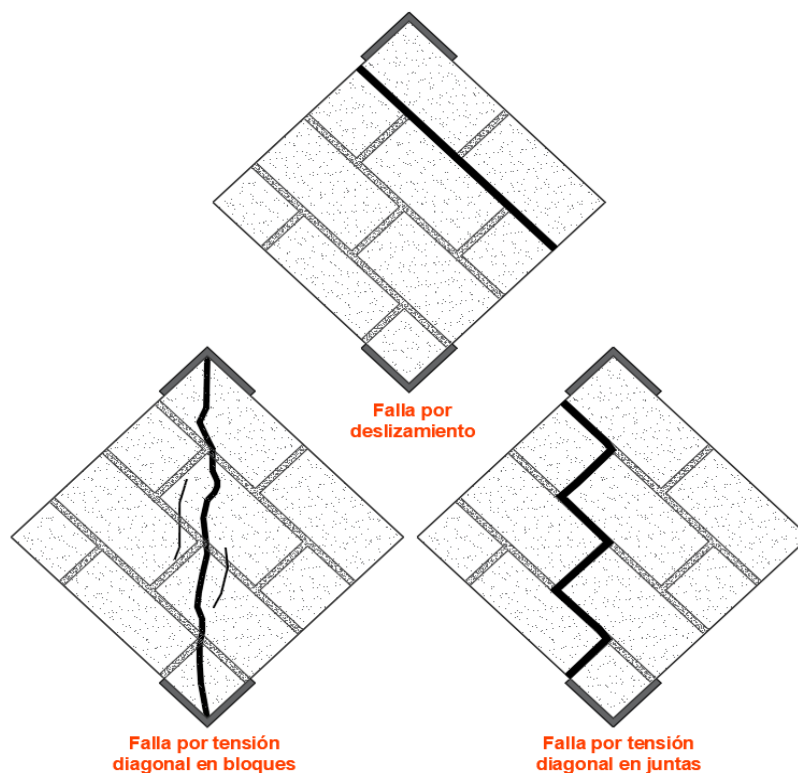 Falla por
deslizamiento
Falla por tensión
diagonal en bloques
Falla por tensión
diagonal en juntas